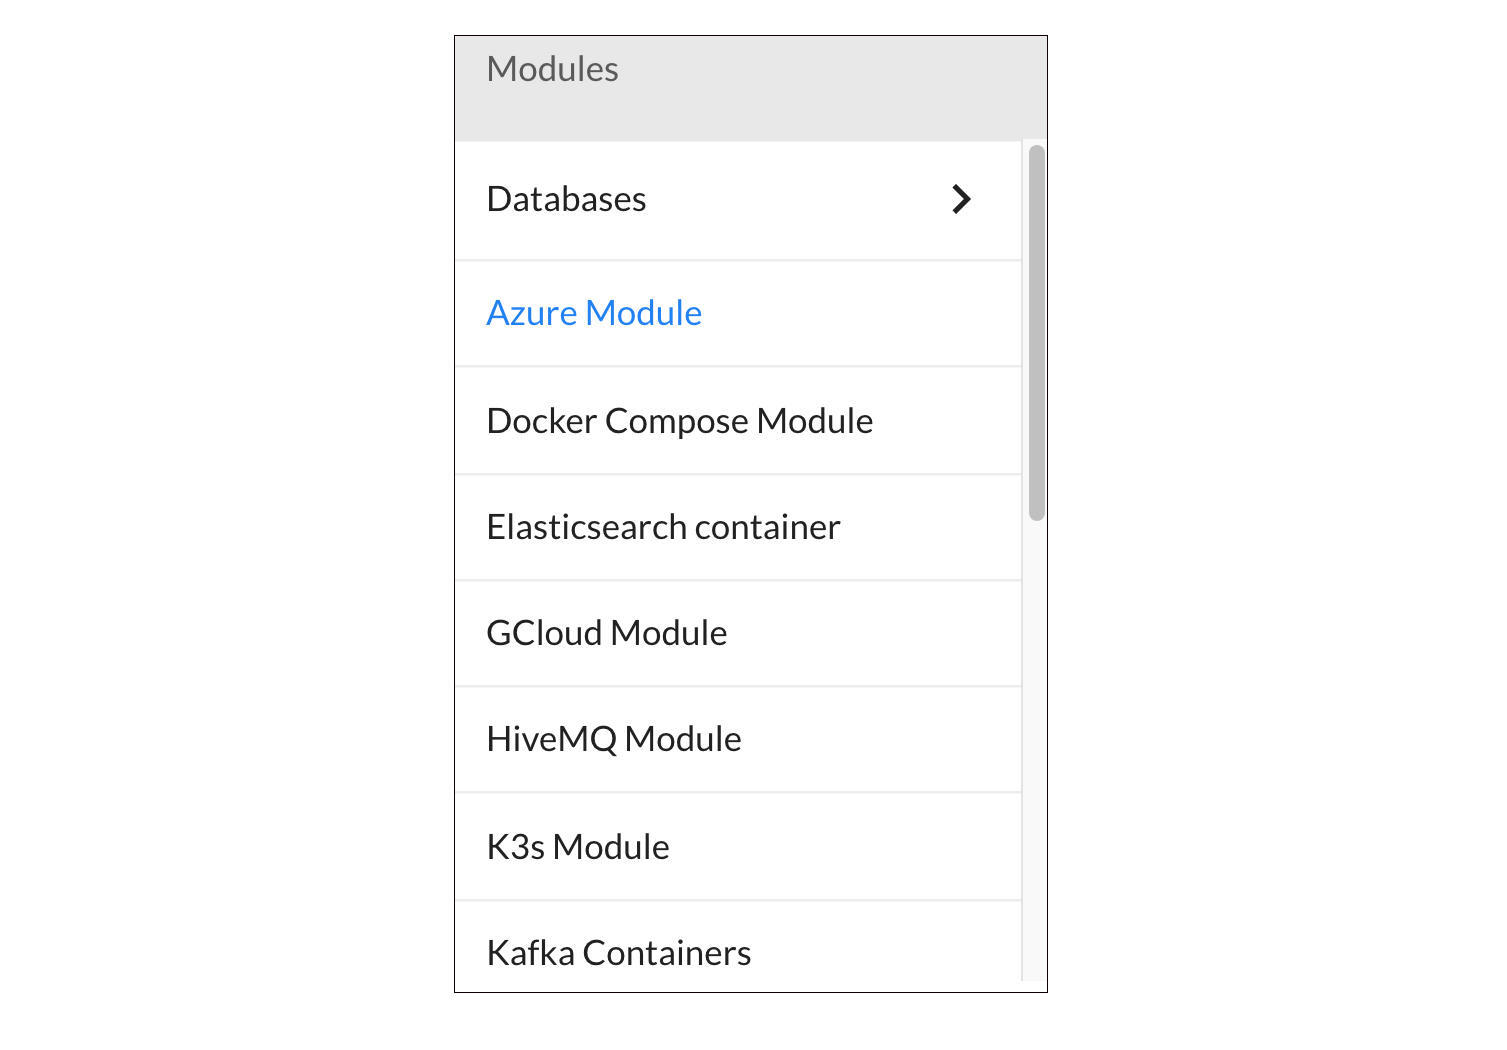 Modules
Databases
Azure Module
Docker Compose Module
Elasticsearch container
GCloud Module
HiveMQ Module
K3s Module
Kafka Containers